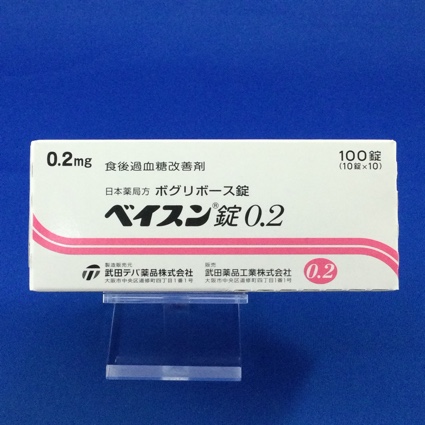 0.2mg
食後過血糖改善剤
100錠
(10錠×10)
日本薬局方 ボグリボース錠
ベイスン®錠0.2
製造販売元
武田テバ薬品株式会社
大阪市中央区道修町四丁目1番1号
販売
武田薬品工業株式会社
大阪市中央区道修町四丁目1番1号
0.2